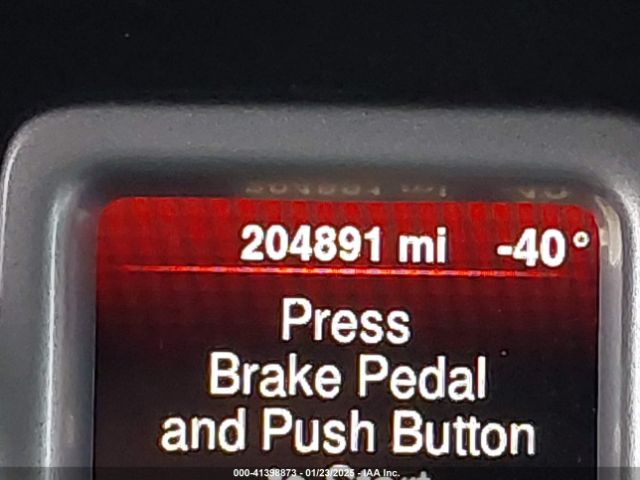 204891 mi -40°
Press
Brake Pedal
and Push Button
000-41398873 - 01/23/2025 - IAA Inc.